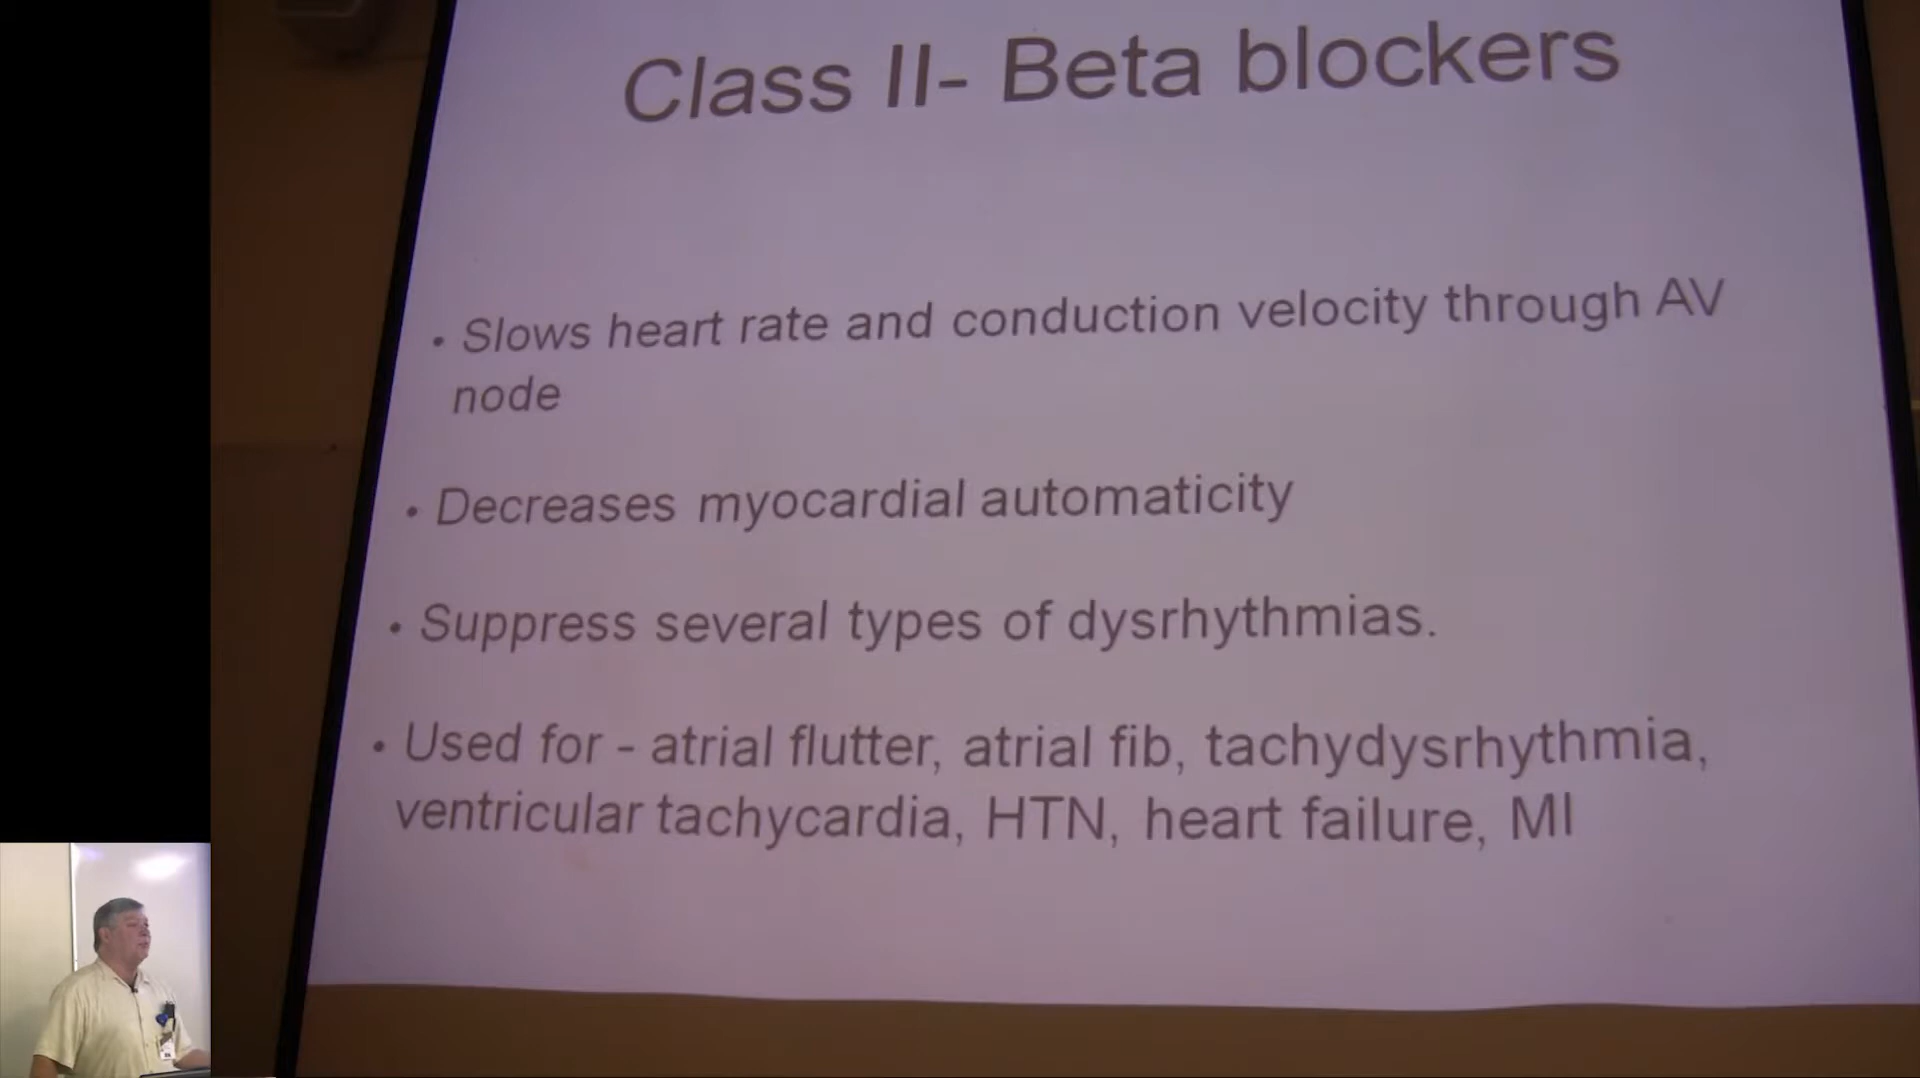 Class II- Beta blockers
• Slows heart rate and conduction velocity through AV
node
• Decreases myocardial automaticity
• Suppress several types of dysrhythmias.
• Used for - atrial flutter, atrial fib, tachydysrhythmia,
ventricular tachycardia, HTN, heart failure, MI